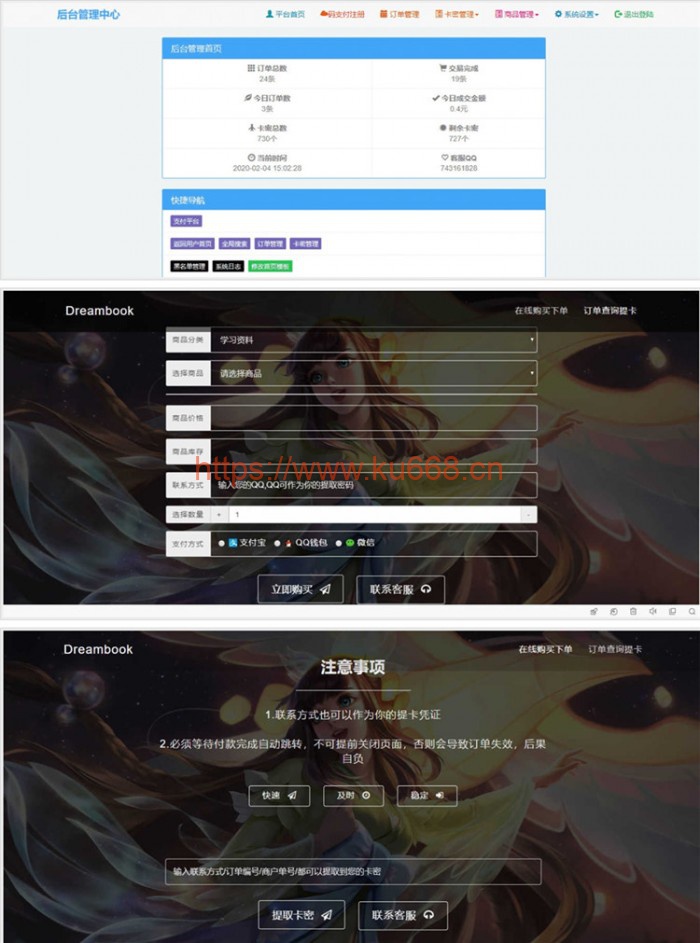 后台管理中心 平台首页 码支付注册 订单管理 卡密管理 商品管理 系统设置 退出登陆
后台管理首页
订单总数 交易完成
24条 19条
今日订单数 今日成交金额
3条 0.4元
卡密总数 剩余卡密
730个 727个
当前时间 客服QQ
2020-02-04 15:02:28 743161828
快捷导航
支付平台
返回用户首页 全局搜索 订单管理 卡密管理
黑名单管理 系统日志 修改首页模板
Dreambook 在线购买下单 订单查询提卡
商品分类 学习资料
选择商品 请选择商品
商品价格
商品库存
https://www.ku668.cn
联系方式 输入您的QQ,QQ可作为你的提取密码
选择数量 + 1 -
支付方式 支付宝 QQ钱包 微信
立即购买 联系客服
Dreambook 在线购买下单 订单查询提卡
注意事项
1.联系方式也可以作为你的提卡凭证
2.必须等待付款完成自动跳转，不可提前关闭页面，否则会导致订单失效，后果
自负
快速 及时 稳定
输入联系方式/订单编号/商户单号/都可以提取到您的卡密
提取卡密 联系客服